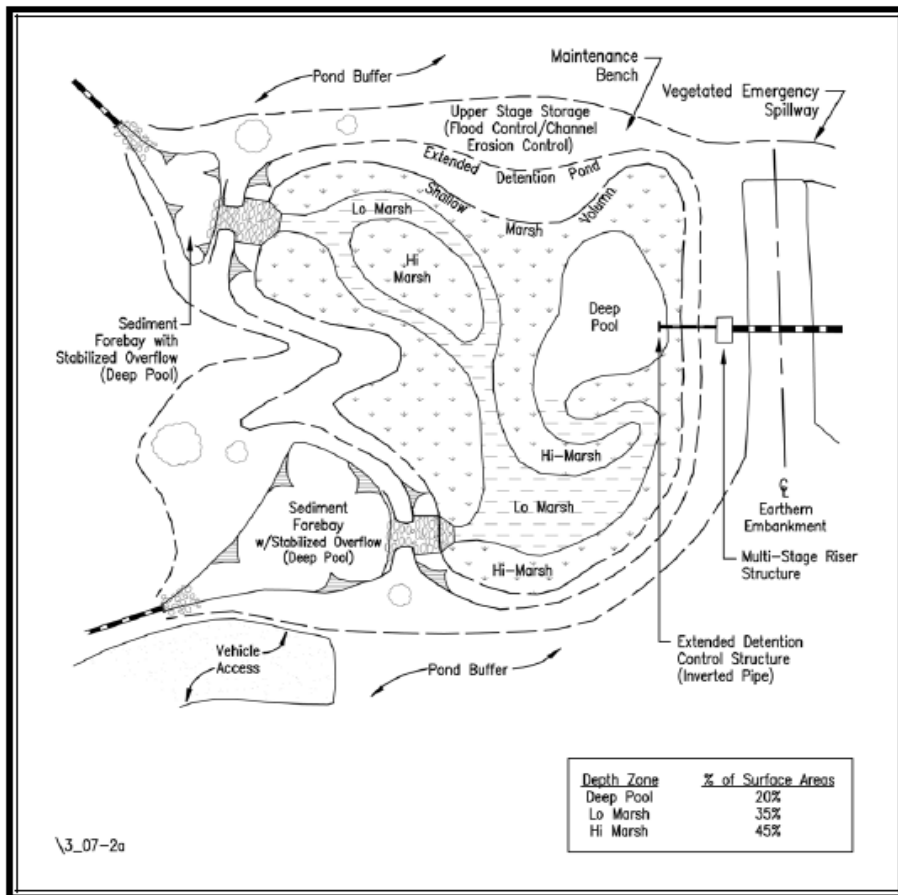 Pond Buffer
Maintenance
Bench
Vegetated Emergency
Spillway
Upper Stage Storage
(Flood Control/Channel
Erosion Control)
Extended Detention Pond
Shallow Marsh Volumn
Lo Marsh
Hi
Marsh
Deep
Pool
Sediment
Forebay with
Stabilized Overflow
(Deep Pool)
Hi-Marsh
Sediment
Forebay
w/Stabilized Overflow
(Deep Pool)
Lo Marsh
Hi-Marsh
℄
Earthern
Embankment
Multi-Stage Riser
Structure
Extended Detention
Control Structure
(Inverted Pipe)
Vehicle
Access
Pond Buffer
Depth Zone % of Surface Areas
Deep Pool 20%
Lo Marsh 35%
Hi Marsh 45%
\3_07-2a